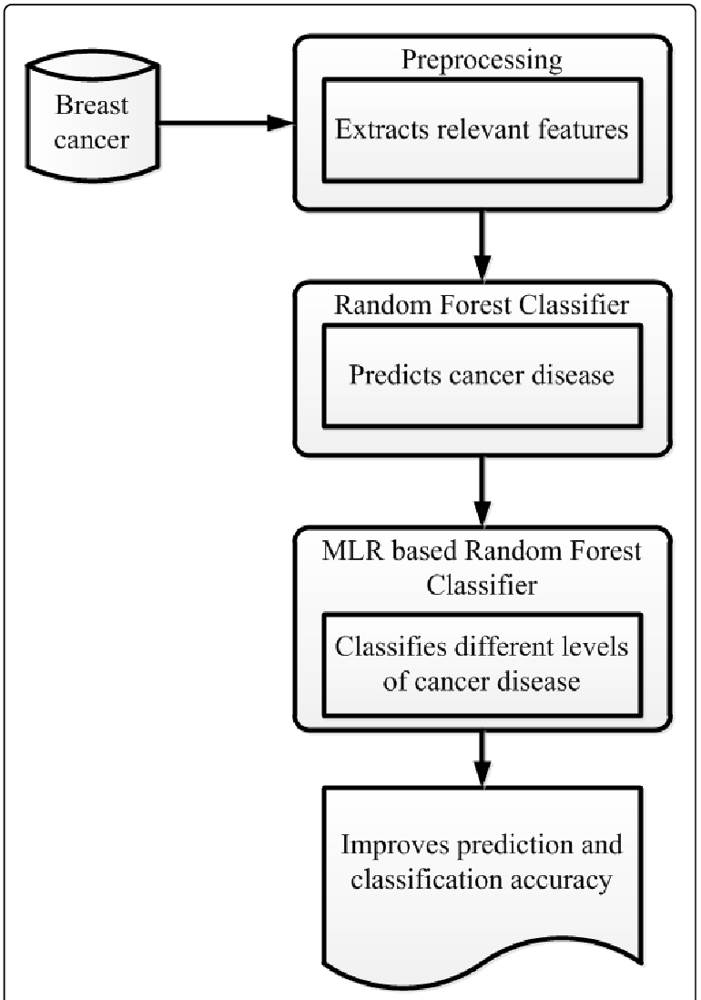 Breast
cancer
Preprocessing
Extracts relevant features
Random Forest Classifier
Predicts cancer disease
MLR based Random Forest
Classifier
Classifies different levels
of cancer disease
Improves prediction and
classification accuracy